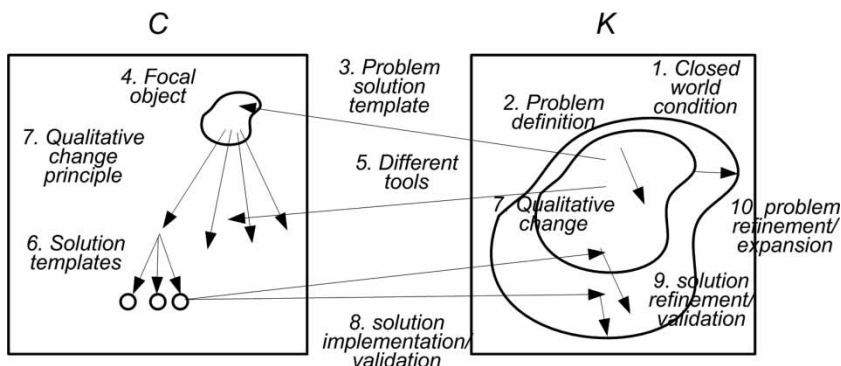 C
K
4. Focal
object
3. Problem
solution
template
1. Closed
world
condition
2. Problem
definition
7. Qualitative
change
principle
5. Different
tools
7. Qualitative
change
10. problem
refinement/
expansion
6. Solution
templates
9. solution
refinement/
validation
8. solution
implementation/
validation